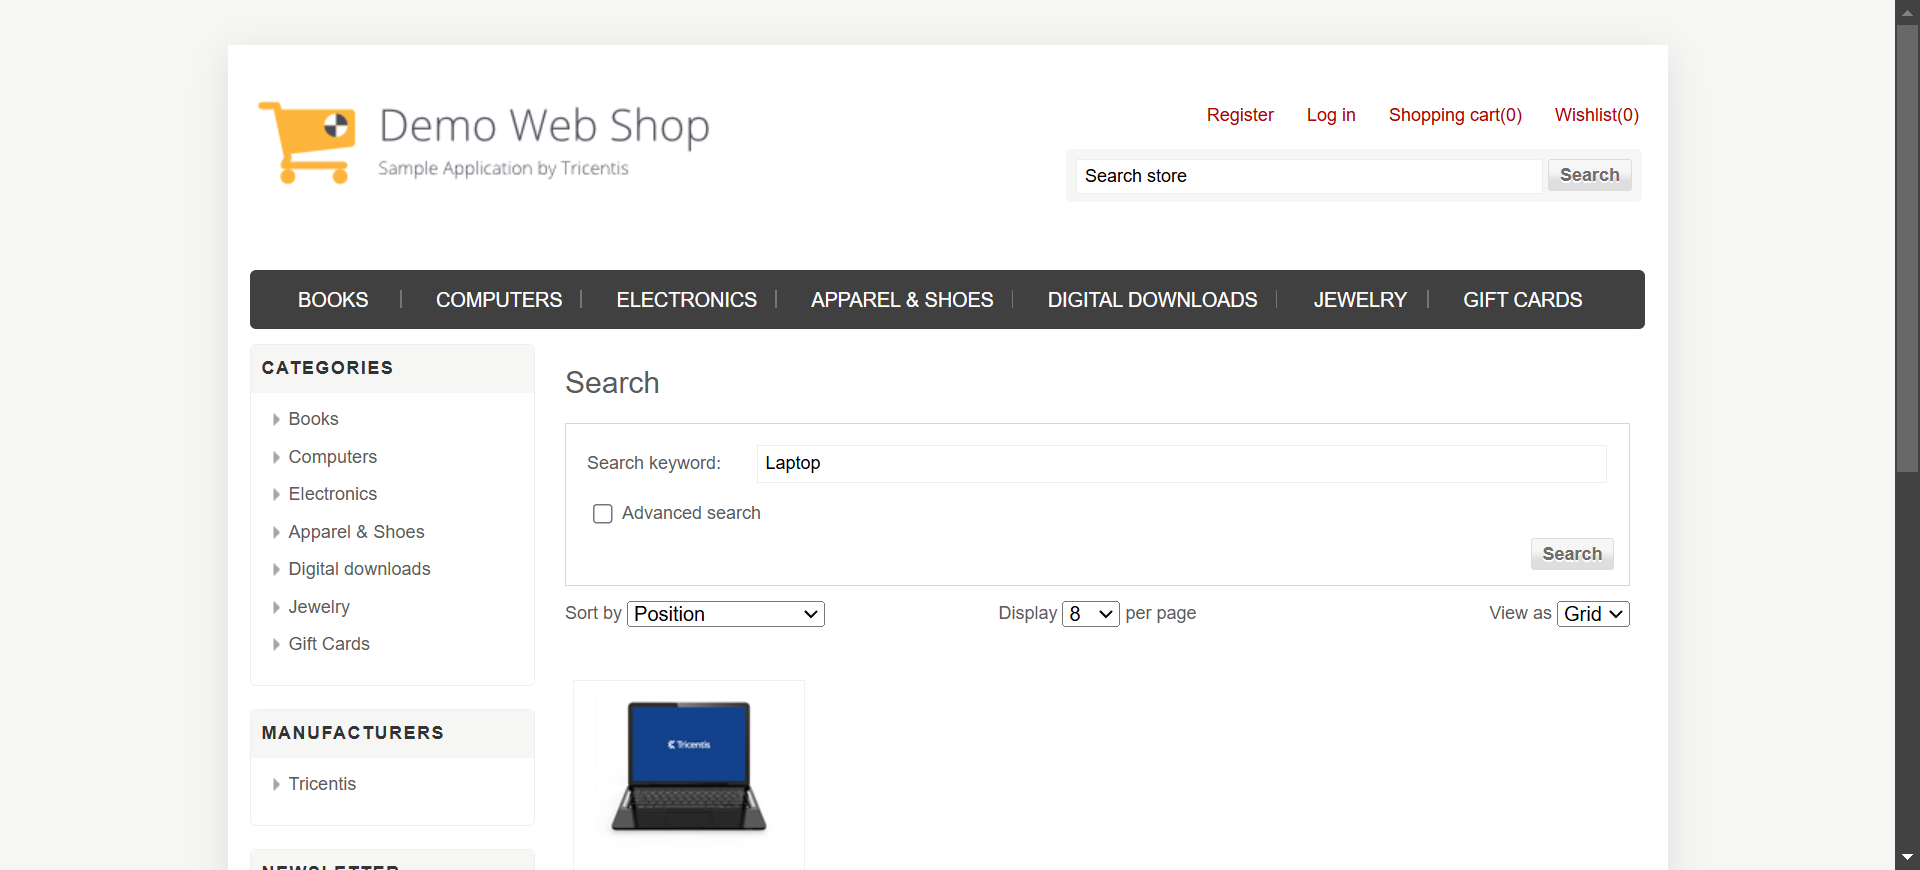 Demo Web Shop
Sample Application by Tricentis
Register Log in Shopping cart(0) Wishlist(0)
Search store Search
BOOKS COMPUTERS ELECTRONICS APPAREL & SHOES DIGITAL DOWNLOADS JEWELRY GIFT CARDS
CATEGORIES
Books
Computers
Electronics
Apparel & Shoes
Digital downloads
Jewelry
Gift Cards
MANUFACTURERS
Tricentis
NEWSLETTER
Search
Search keyword: Laptop
Advanced search
Search
Sort by Position Display 8 per page View as Grid
Tricentis